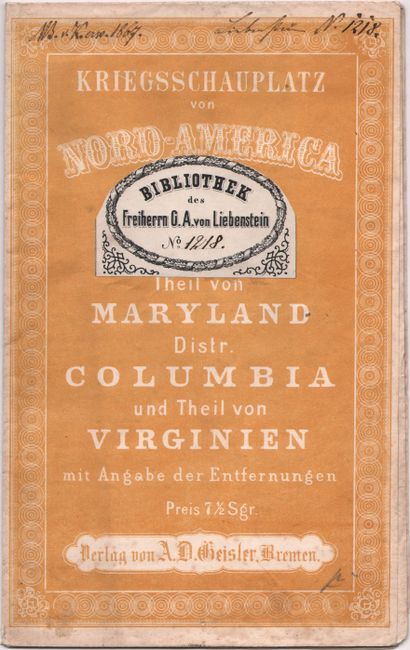 No. 1218.
KRIEGSSCHAUPLATZ
von
NORD-AMERICA
BIBLIOTHEK
des
Freiherrn G. A. von Liebenstein
No 1218.
Theil von
MARYLAND
Distr.
COLUMBIA
und Theil von
VIRGINIEN
mit Angabe der Entfernungen
Preis 7½ Sgr.
Verlag von A. D. Geisler, Bremen.